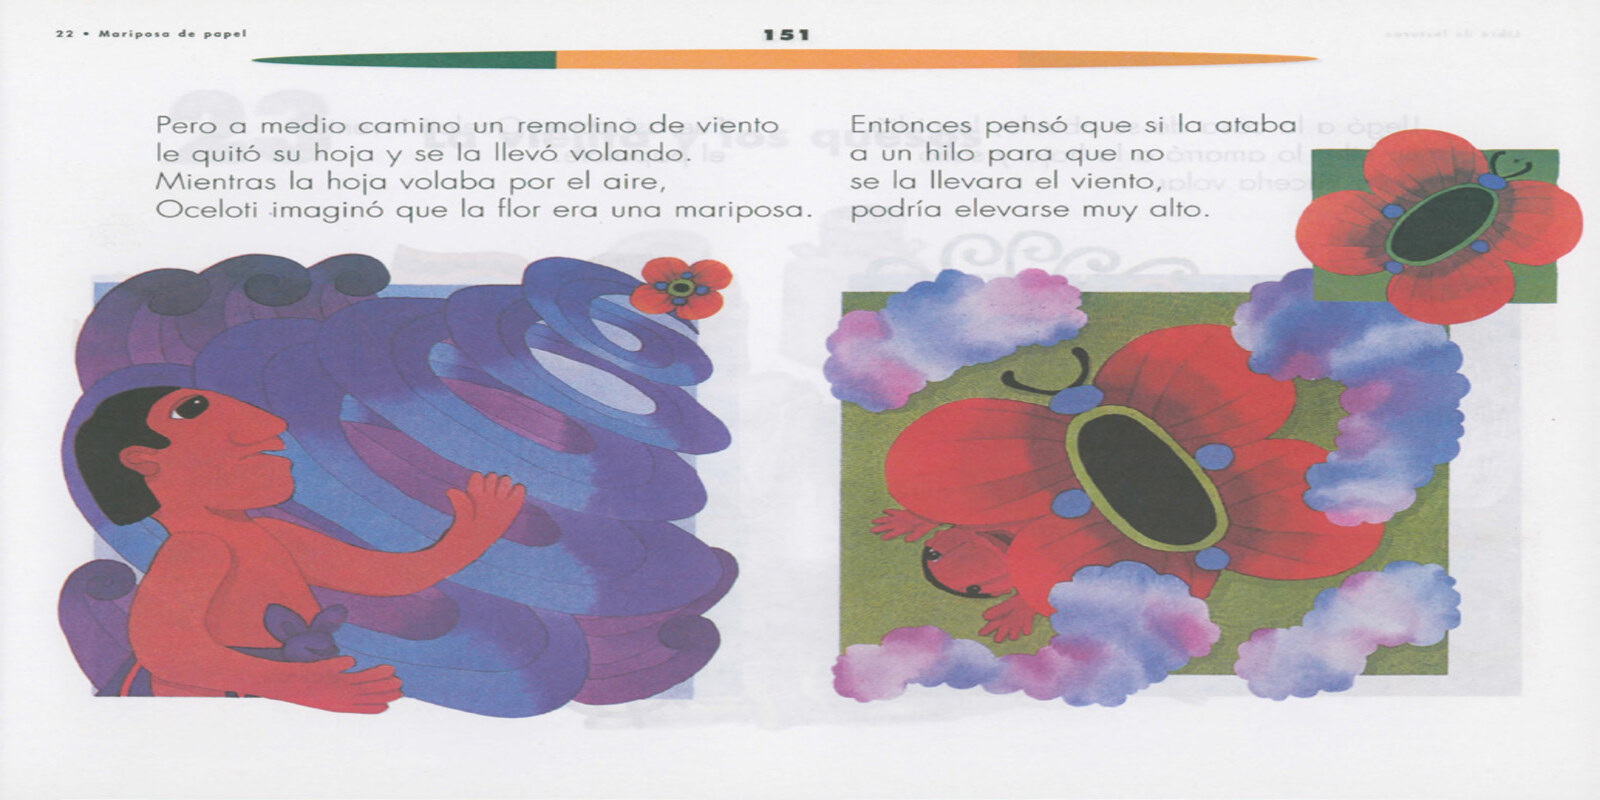 22 • Mariposa de papel
151
Pero a medio camino un remolino de viento
le quitó su hoja y se la llevó volando.
Mientras la hoja volaba por el aire,
Oceloti imaginó que la flor era una mariposa.
Entonces pensó que si la ataba
a un hilo para que no
se la llevara el viento,
podría elevarse muy alto.